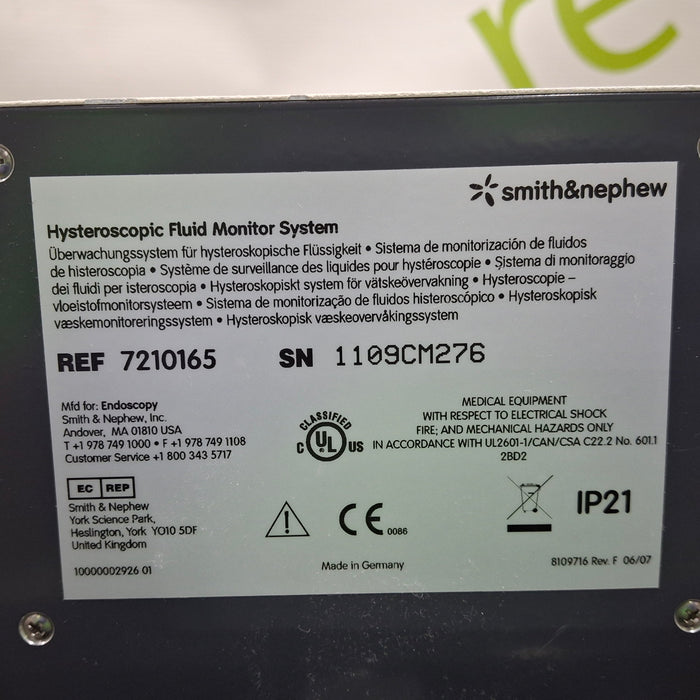 re
smith&nephew
Hysteroscopic Fluid Monitor System
Überwachungssystem für hysteroskopische Flüssigkeit • Sistema de monitorización de fluidos
de histeroscopia • Système de surveillance des liquides pour hystéroscopie • Sistema di monitoraggio
dei fluidi per isteroscopia • Hysteroskopiskt system för vätskeövervakning • Hysteroscopie –
vloeistofmonitorsysteem • Sistema de monitorização de fluidos histeroscópico • Hysteroskopisk
væskemonitoreringssystem • Hysteroskopisk væskeovervåkingssystem
REF 7210165 SN 1109CM276
Mfd for: Endoscopy
Smith & Nephew, Inc.
Andover, MA 01810 USA
T +1 978 749 1000 • F +1 978 749 1108
Customer Service +1 800 343 5717
CLASSIFIED
C UL US
MEDICAL EQUIPMENT
WITH RESPECT TO ELECTRICAL SHOCK
FIRE; AND MECHANICAL HAZARDS ONLY
IN ACCORDANCE WITH UL2601-1/CAN/CSA C22.2 No. 601.1
2BD2
EC REP
Smith & Nephew
York Science Park,
Heslington, York YO10 5DF
United Kingdom
CE 0086
IP21
10000002926 01
Made in Germany
8109716 Rev. F 06/07